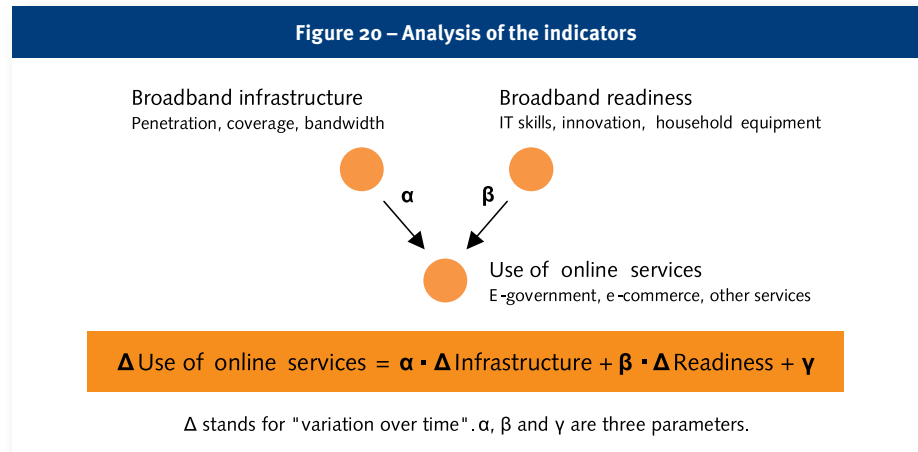 Figure 20 – Analysis of the indicators
Broadband infrastructure
Penetration, coverage, bandwidth
Broadband readiness
IT skills, innovation, household equipment
α
β
Use of online services
E-government, e-commerce, other services
Δ Use of online services = α · Δ Infrastructure + β · Δ Readiness + γ
Δ stands for "variation over time". α, β and γ are three parameters.